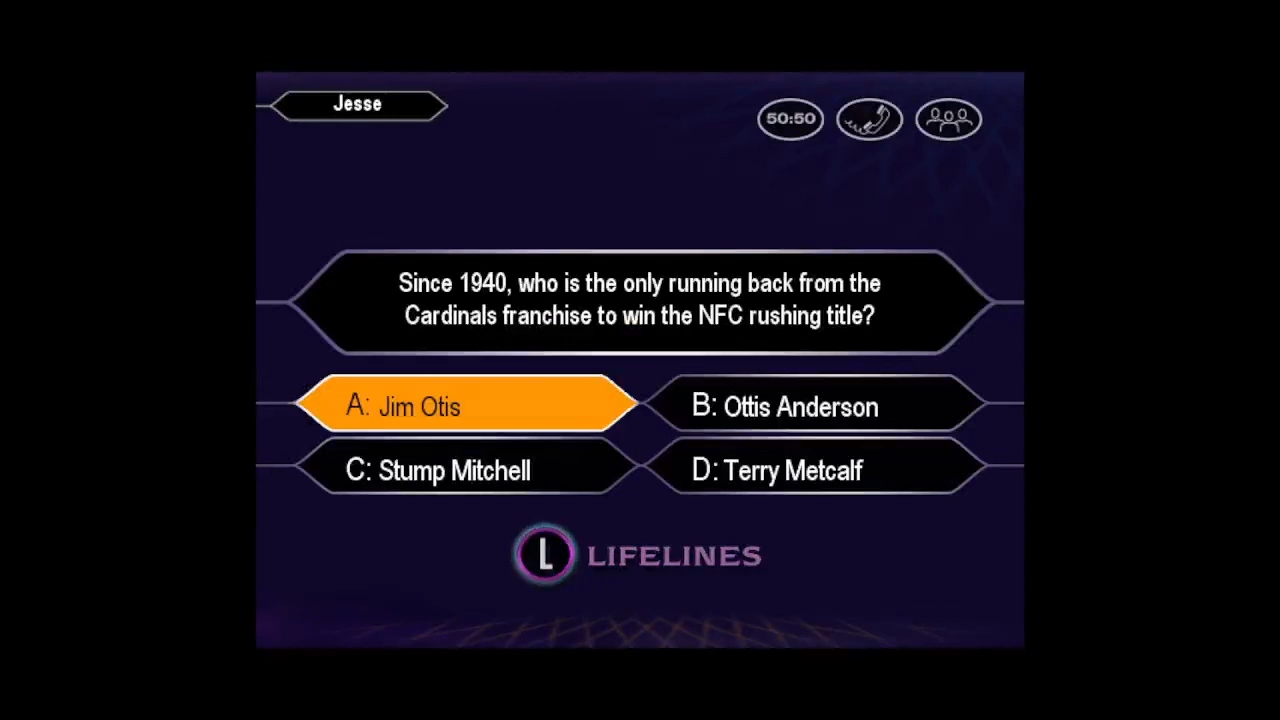 Jesse
50:50
Since 1940, who is the only running back from the
Cardinals franchise to win the NFC rushing title?
A: Jim Otis
B: Ottis Anderson
C: Stump Mitchell
D: Terry Metcalf
L LIFELINES